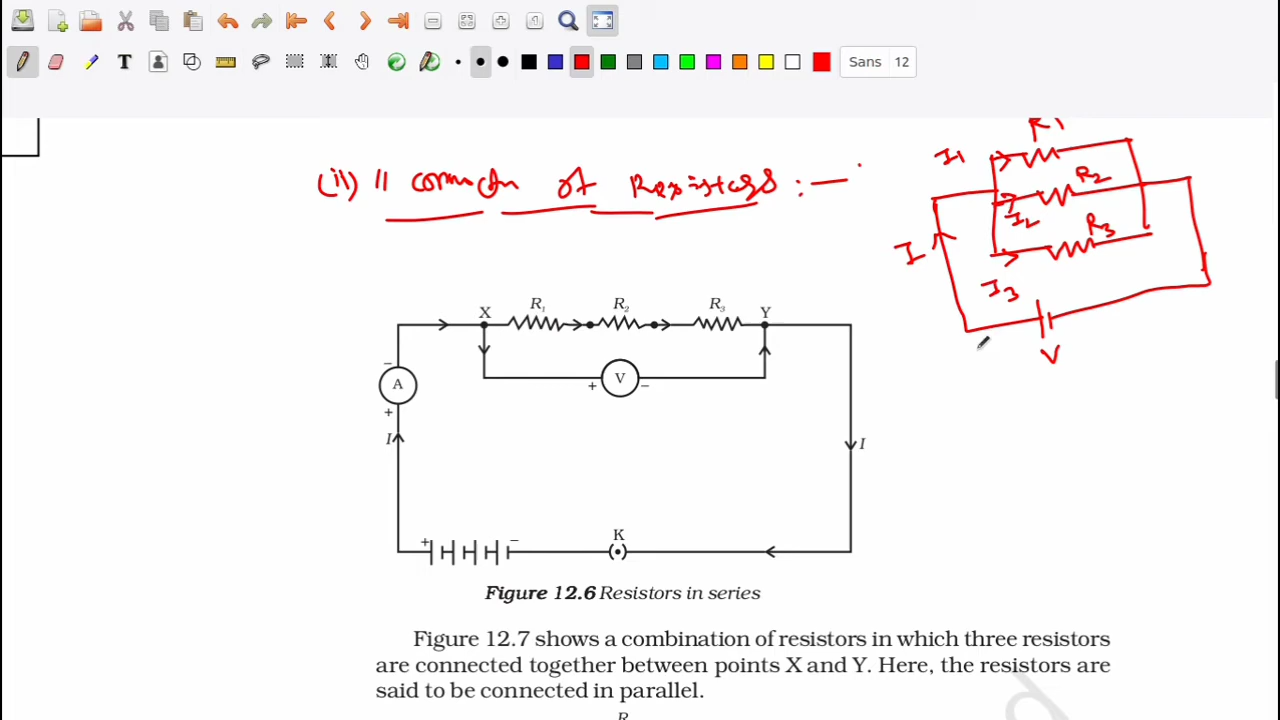 Sans 12
R1
I1
(ii) 11 connectn of Resistors : —
R2
I2
R3
I
I3
V
X R₁ R₂ R₃ Y
+ V −
−
A
+
I
I
K
+ −
Figure 12.6 Resistors in series
Figure 12.7 shows a combination of resistors in which three resistors
are connected together between points X and Y. Here, the resistors are
said to be connected in parallel.
R